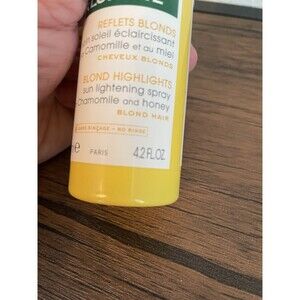 REFLETS BLONDS
soleil éclaircissant
Camomille et au miel
CHEVEUX BLONDS
BLOND HIGHLIGHTS
sun lightening spray
Chamomile and honey
BLOND HAIR
RINÇAGE - NO RINSE
PARIS 4.2 FL.OZ.